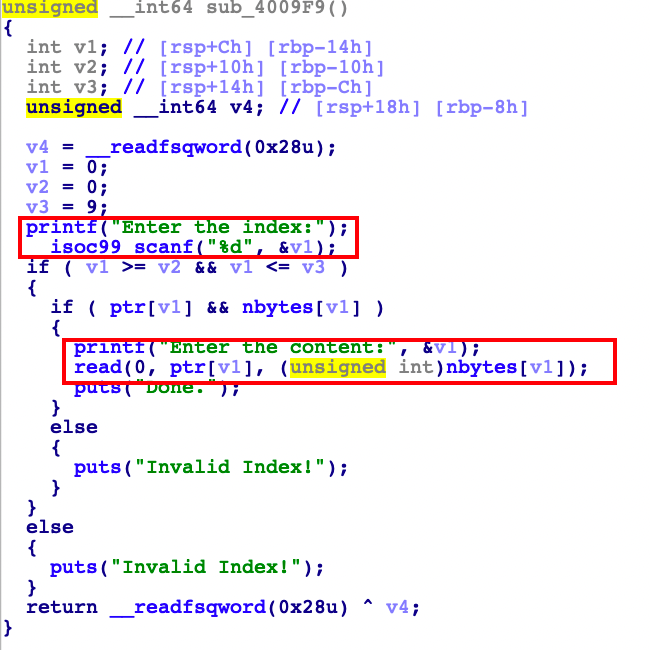 unsigned __int64 sub_4009F9()
{
  int v1; // [rsp+Ch] [rbp-14h]
  int v2; // [rsp+10h] [rbp-10h]
  int v3; // [rsp+14h] [rbp-Ch]
  unsigned __int64 v4; // [rsp+18h] [rbp-8h]

  v4 = __readfsqword(0x28u);
  v1 = 0;
  v2 = 0;
  v3 = 9;
  printf("Enter the index:");
  isoc99 scanf("%d", &v1);
  if ( v1 >= v2 && v1 <= v3 )
  {
    if ( ptr[v1] && nbytes[v1] )
    {
      printf("Enter the content:", &v1);
      read(0, ptr[v1], (unsigned int)nbytes[v1]);
      puts("Done.");
    }
    else
    {
      puts("Invalid Index!");
    }
  }
  else
  {
    puts("Invalid Index!");
  }
  return __readfsqword(0x28u) ^ v4;
}